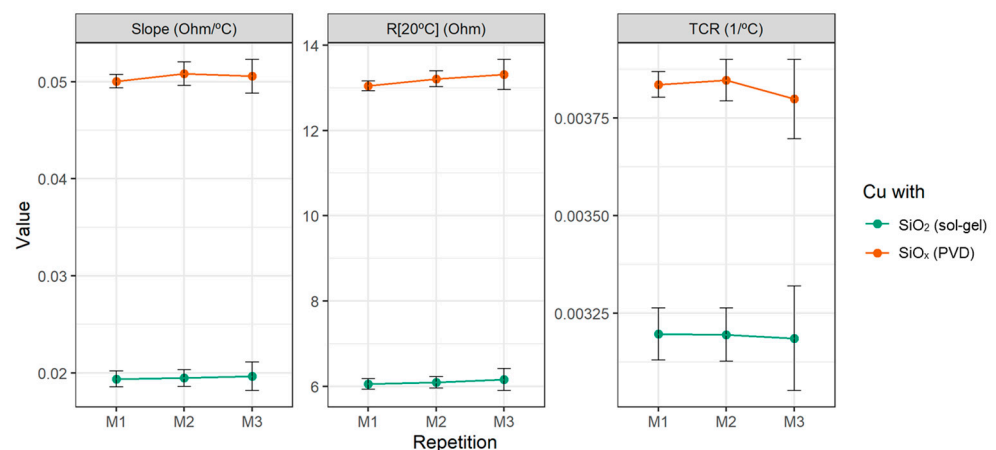 Slope (Ohm/ºC)
R[20ºC] (Ohm)
TCR (1/ºC)
Value
0.05
0.04
0.03
0.02
14
12
10
8
6
0.00375
0.00350
0.00325
M1 M2 M3
M1 M2 M3
M1 M2 M3
Repetition
Cu with
SiO₂ (sol-gel)
SiOₓ (PVD)